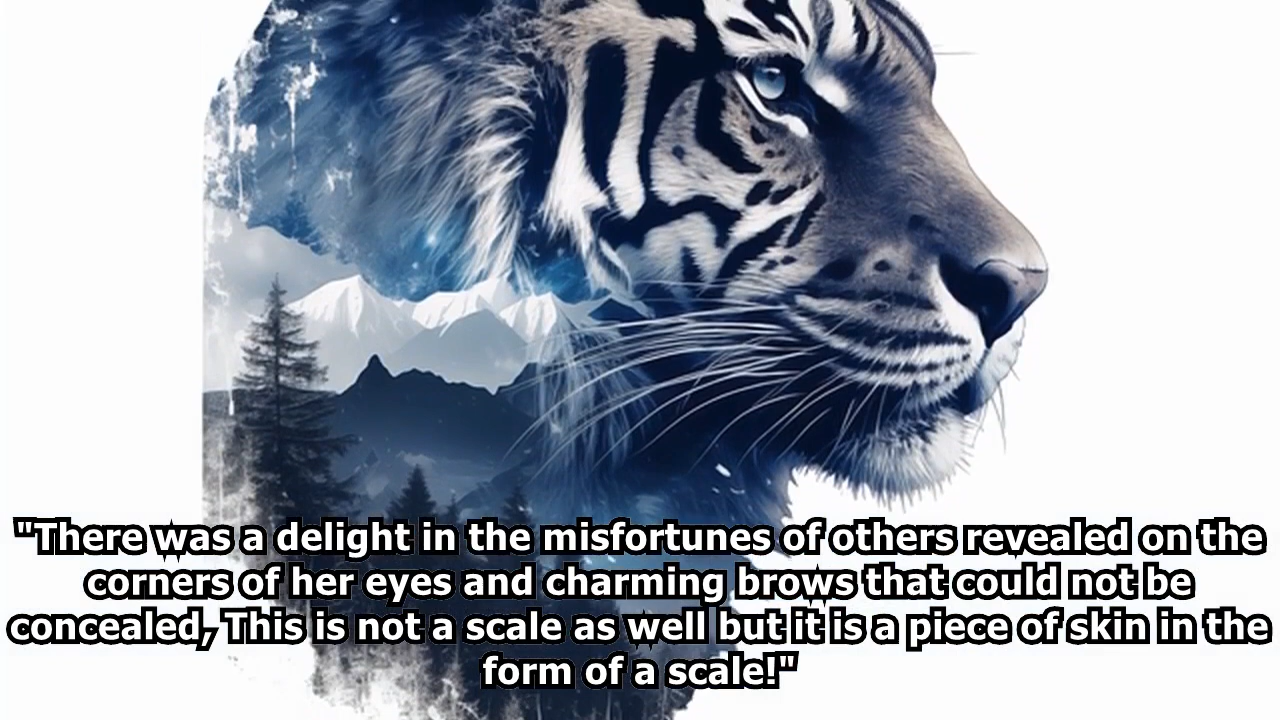 "There was a delight in the misfortunes of others revealed on the
corners of her eyes and charming brows that could not be
concealed, This is not a scale as well but it is a piece of skin in the
form of a scale!"